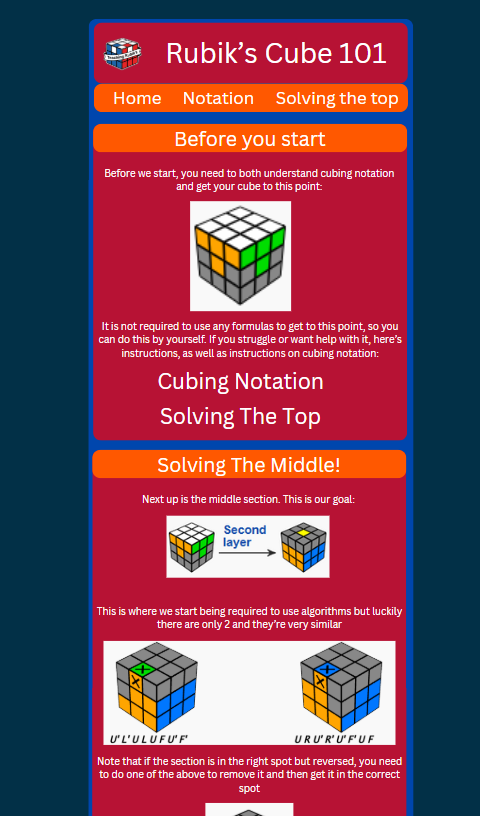 Rubik's Cube 101
Home Notation Solving the top
Before you start
Before we start, you need to both understand cubing notation
and get your cube to this point:
It is not required to use any formulas to get to this point, so you
can do this by yourself. If you struggle or want help with it, here's
instructions, as well as instructions on cubing notation:
Cubing Notation
Solving The Top
Solving The Middle!
Next up is the middle section. This is our goal:
Second
layer
This is where we start being required to use algorithms but luckily
there are only 2 and they're very similar
U' L' U L U F U' F'
U R U' R' U' F' U F
Note that if the section is in the right spot but reversed, you need
to do one of the above to remove it and then get it in the correct
spot